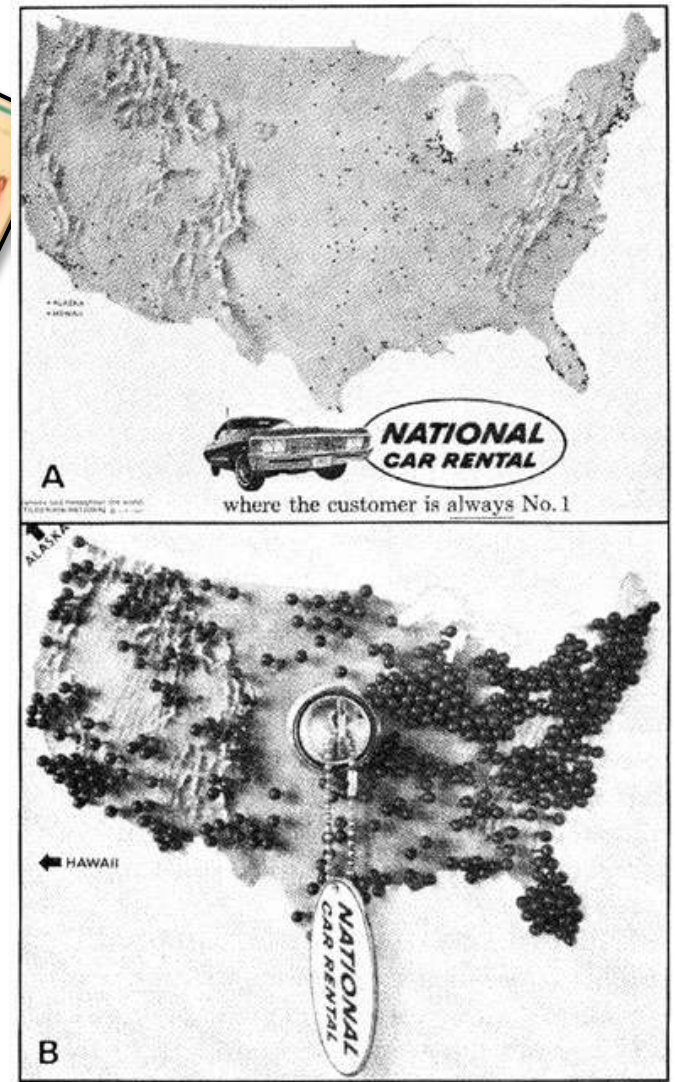 • ALASKA
• HAWAII
NATIONAL
CAR RENTAL
A
where the customer is always No. 1
ALASKA
HAWAII
NATIONAL
CAR RENTAL
B